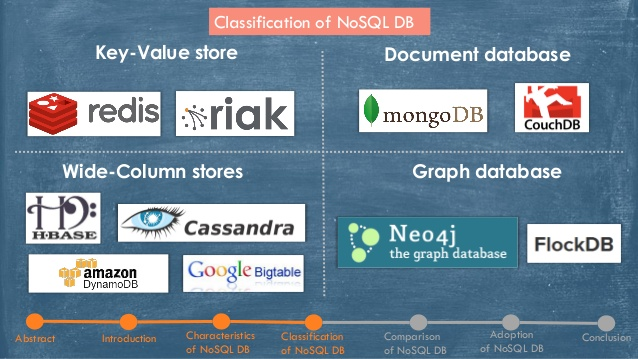 Classification of NoSQL DB
Key-Value store
Document database
redis
riak
mongoDB
CouchDB
Wide-Column stores
Graph database
H·BASE
Cassandra
amazon
DynamoDB
Google Bigtable
Neo4j
the graph database
FlockDB
Abstract
Introduction
Characteristics
of NoSQL DB
Classification
of NoSQL DB
Comparison
of NoSQL DB
Adoption
of NoSQL DB
Conclusion